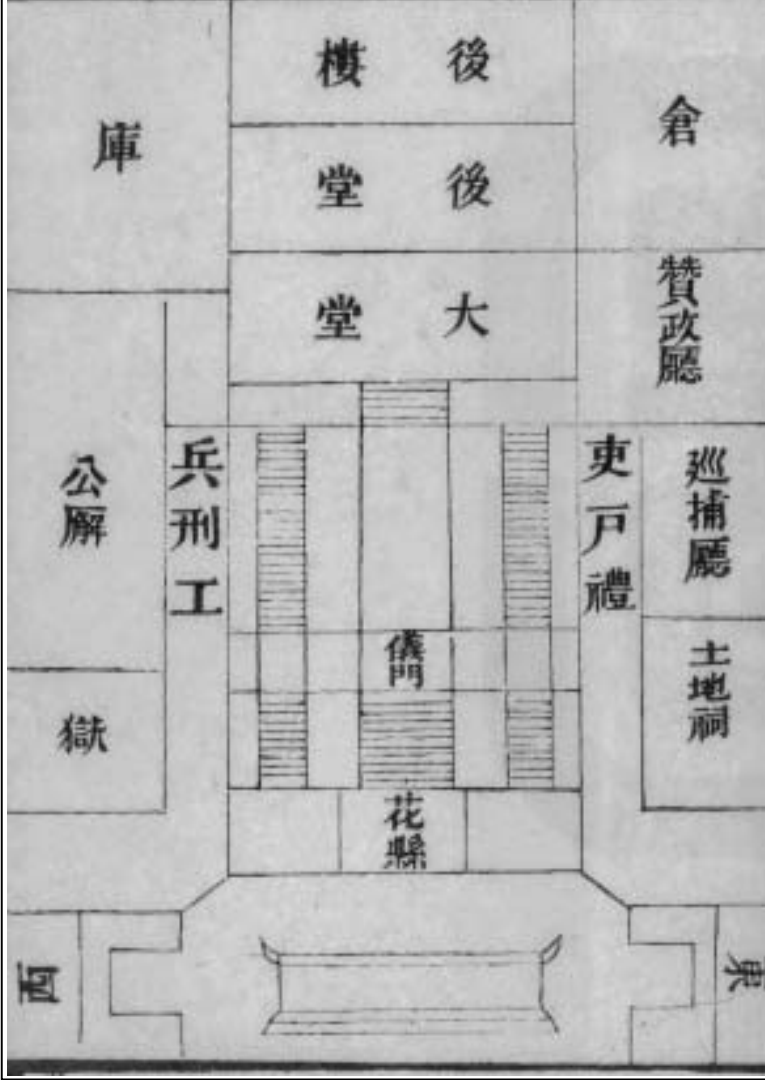 後樓
倉
庫
後堂
大堂
贊政廳
吏戶禮
兵刑工
廵捕廳
公廨
儀門
土地祠
獄
花縣
東
西